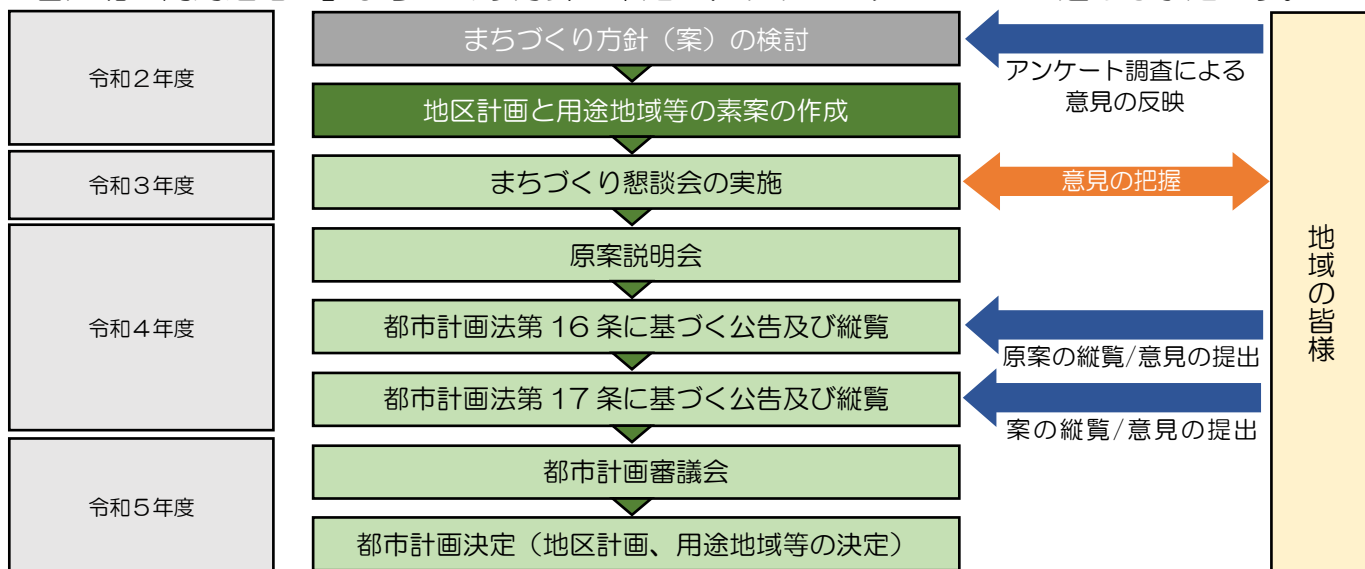 令和2年度
まちづくり方針（案）の検討
アンケート調査による
意見の反映
地区計画と用途地域等の素案の作成
令和3年度
まちづくり懇談会の実施
意見の把握
地域の皆様
令和4年度
原案説明会
都市計画法第 16 条に基づく公告及び縦覧
原案の縦覧/意見の提出
都市計画法第 17 条に基づく公告及び縦覧
案の縦覧/意見の提出
令和5年度
都市計画審議会
都市計画決定（地区計画、用途地域等の決定）